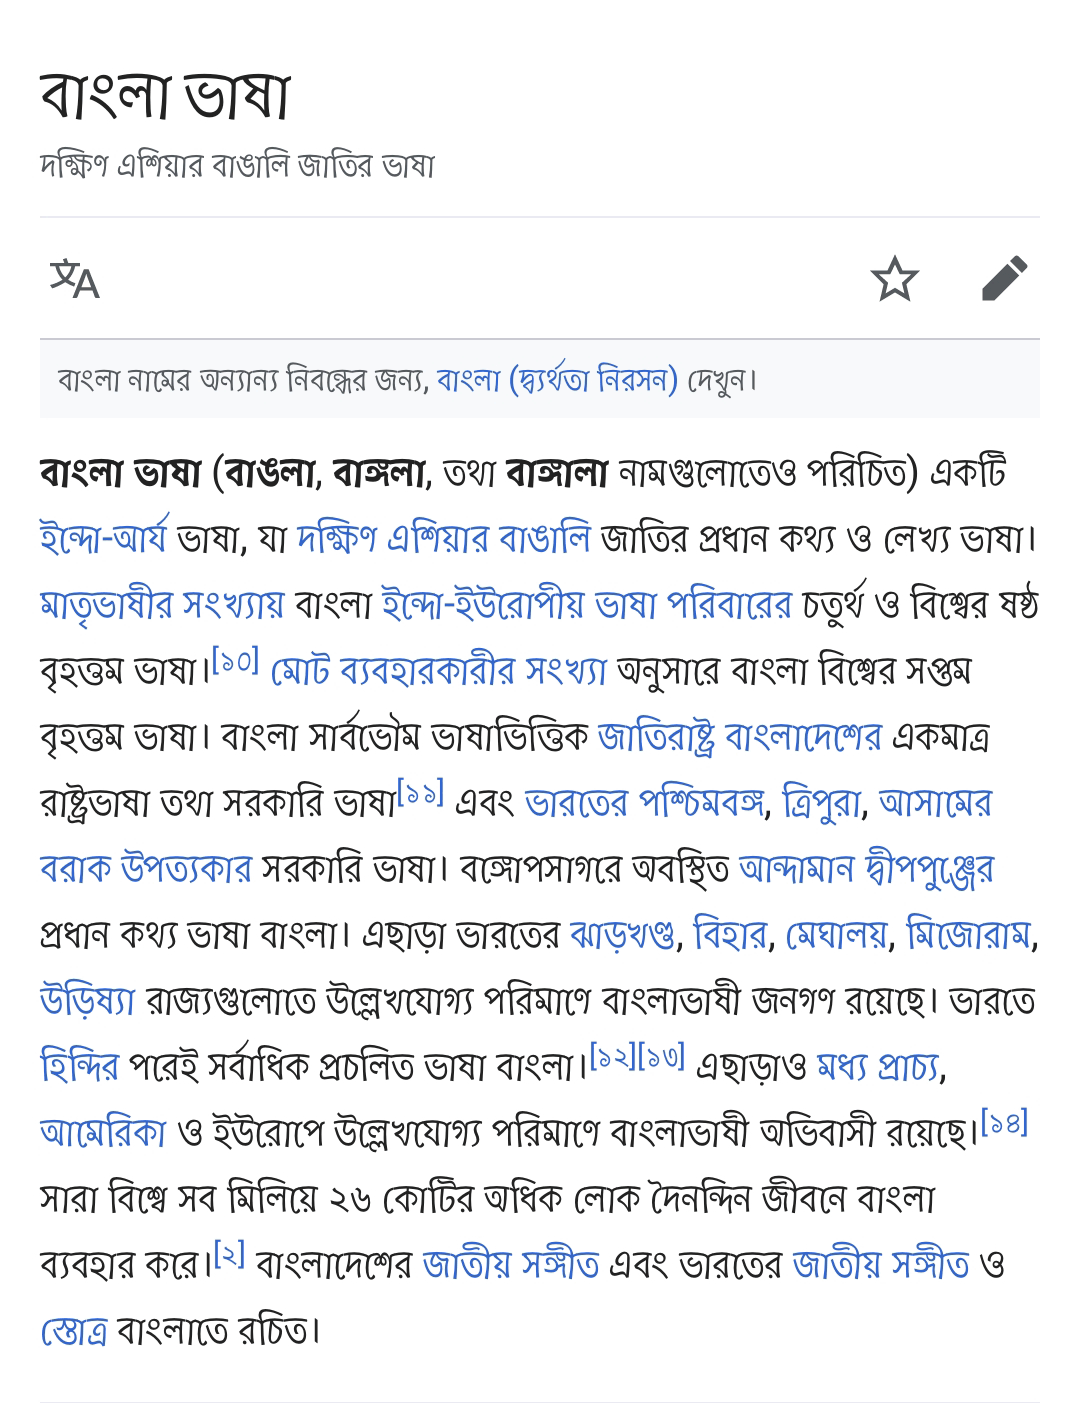 বাংলা ভাষা
দক্ষিণ এশিয়ার বাঙালি জাতির ভাষা
বাংলা নামের অন্যান্য নিবন্ধের জন্য, বাংলা (দ্ব্যর্থতা নিরসন) দেখুন।
বাংলা ভাষা (বাঙলা, বাঙ্গলা, তথা বাঙ্গালা নামগুলোতেও পরিচিত) একটি
ইন্দো-আর্য ভাষা, যা দক্ষিণ এশিয়ার বাঙালি জাতির প্রধান কথ্য ও লেখ্য ভাষা।
মাতৃভাষীর সংখ্যায় বাংলা ইন্দো-ইউরোপীয় ভাষা পরিবারের চতুর্থ ও বিশ্বের ষষ্ঠ
বৃহত্তম ভাষা।[১০] মোট ব্যবহারকারীর সংখ্যা অনুসারে বাংলা বিশ্বের সপ্তম
বৃহত্তম ভাষা। বাংলা সার্বভৌম ভাষাভিত্তিক জাতিরাষ্ট্র বাংলাদেশের একমাত্র
রাষ্ট্রভাষা তথা সরকারি ভাষা[১১] এবং ভারতের পশ্চিমবঙ্গ, ত্রিপুরা, আসামের
বরাক উপত্যকার সরকারি ভাষা। বঙ্গোপসাগরে অবস্থিত আন্দামান দ্বীপপুঞ্জের
প্রধান কথ্য ভাষা বাংলা। এছাড়া ভারতের ঝাড়খণ্ড, বিহার, মেঘালয়, মিজোরাম,
উড়িষ্যা রাজ্যগুলোতে উল্লেখযোগ্য পরিমাণে বাংলাভাষী জনগণ রয়েছে। ভারতে
হিন্দির পরেই সর্বাধিক প্রচলিত ভাষা বাংলা।[১২][১৩] এছাড়াও মধ্য প্রাচ্য,
আমেরিকা ও ইউরোপে উল্লেখযোগ্য পরিমাণে বাংলাভাষী অভিবাসী রয়েছে।[১৪]
সারা বিশ্বে সব মিলিয়ে ২৬ কোটির অধিক লোক দৈনন্দিন জীবনে বাংলা
ব্যবহার করে।[২] বাংলাদেশের জাতীয় সঙ্গীত এবং ভারতের জাতীয় সঙ্গীত ও
স্তোত্র বাংলাতে রচিত।